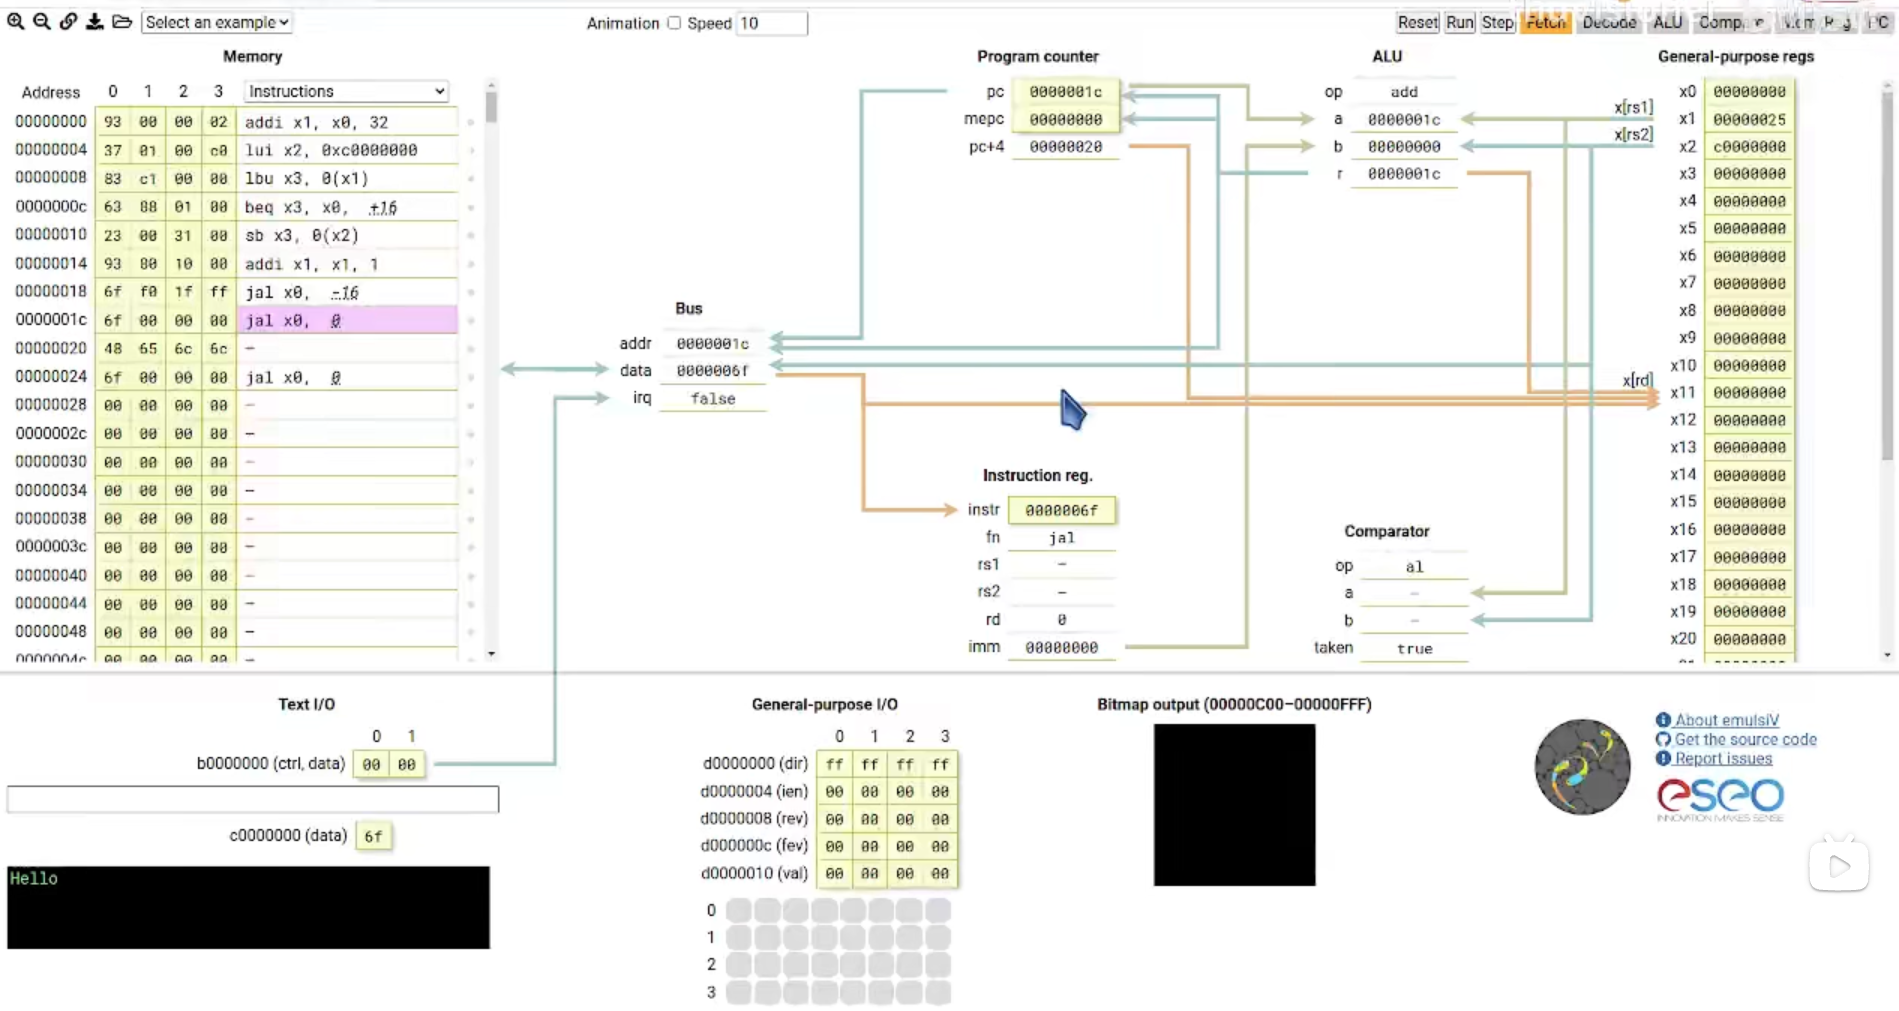 Select an example
Animation Speed 10
Reset Run Step Fetch Decode ALU
Memory
Address 0 1 2 3 Instructions
00000000 93 00 00 02 addi x1, x0, 32
00000004 37 01 00 c0 lui x2, 0xc0000000
00000008 83 c1 00 00 lbu x3, 0(x1)
0000000c 63 88 01 00 beq x3, x0, +16
00000010 23 00 31 00 sb x3, 0(x2)
00000014 93 80 10 00 addi x1, x1, 1
00000018 6f f0 1f ff jal x0, -16
0000001c 6f 00 00 00 jal x0, 0
00000020 48 65 6c 6c –
00000024 6f 00 00 00 jal x0, 0
00000028 00 00 00 00 –
0000002c 00 00 00 00 –
00000030 00 00 00 00 –
00000034 00 00 00 00 –
00000038 00 00 00 00 –
0000003c 00 00 00 00 –
00000040 00 00 00 00 –
00000044 00 00 00 00 –
00000048 00 00 00 00 –
0000004c 00 00 00 00 –
Bus
addr 0000001c
data 0000006f
irq false
Program counter
pc 0000001c
mepc 00000000
pc+4 00000020
Instruction reg.
instr 0000006f
fn jal
rs1 –
rs2 –
rd 0
imm 00000000
ALU
op add
a 0000001c
b 00000000
r 0000001c
Comparator
op al
a –
b –
taken true
General-purpose regs
x[rs1]
x[rs2]
x[rd]
x0 00000000
x1 00000025
x2 c0000000
x3 00000000
x4 00000000
x5 00000000
x6 00000000
x7 00000000
x8 00000000
x9 00000000
x10 00000000
x11 00000000
x12 00000000
x13 00000000
x14 00000000
x15 00000000
x16 00000000
x17 00000000
x18 00000000
x19 00000000
x20 00000000
Text I/O
0 1
b0000000 (ctrl, data) 00 00
c0000000 (data) 6f
Hello
General-purpose I/O
0 1 2 3
d0000000 (dir) ff ff ff ff
d0000004 (ien) 00 00 00 00
d0000008 (rev) 00 00 00 00
d000000c (fev) 00 00 00 00
d0000010 (val) 00 00 00 00
0
1
2
3
Bitmap output (00000C00–00000FFF)
About emulsiV
Get the source code
Report issues
eseo
INNOVATION MAKES SENSE